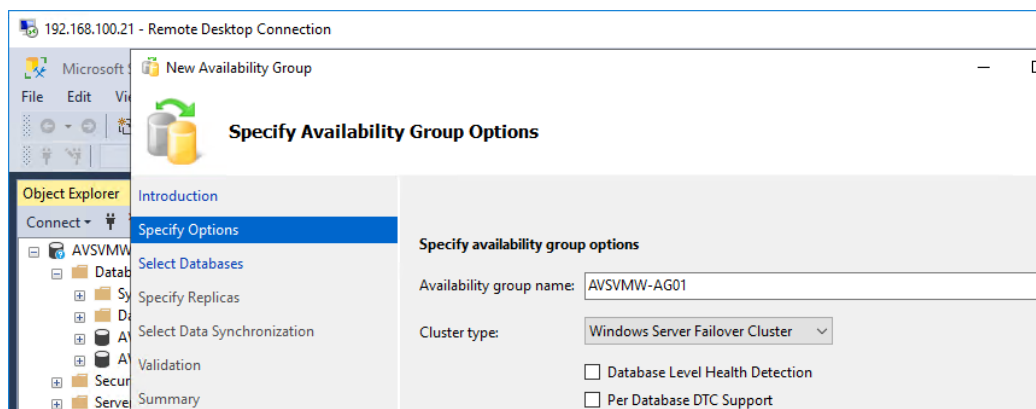 192.168.100.21 - Remote Desktop Connection
Microsoft
New Availability Group
File Edit
Specify Availability Group Options
Object Explorer
Introduction
Connect
Specify Options
AVSVMW
Specify availability group options
Select Databases
Availability group name: AVSVMW-AG01
Specify Replicas
Cluster type: Windows Server Failover Cluster
Select Data Synchronization
Validation
Database Level Health Detection
Summary
Per Database DTC Support